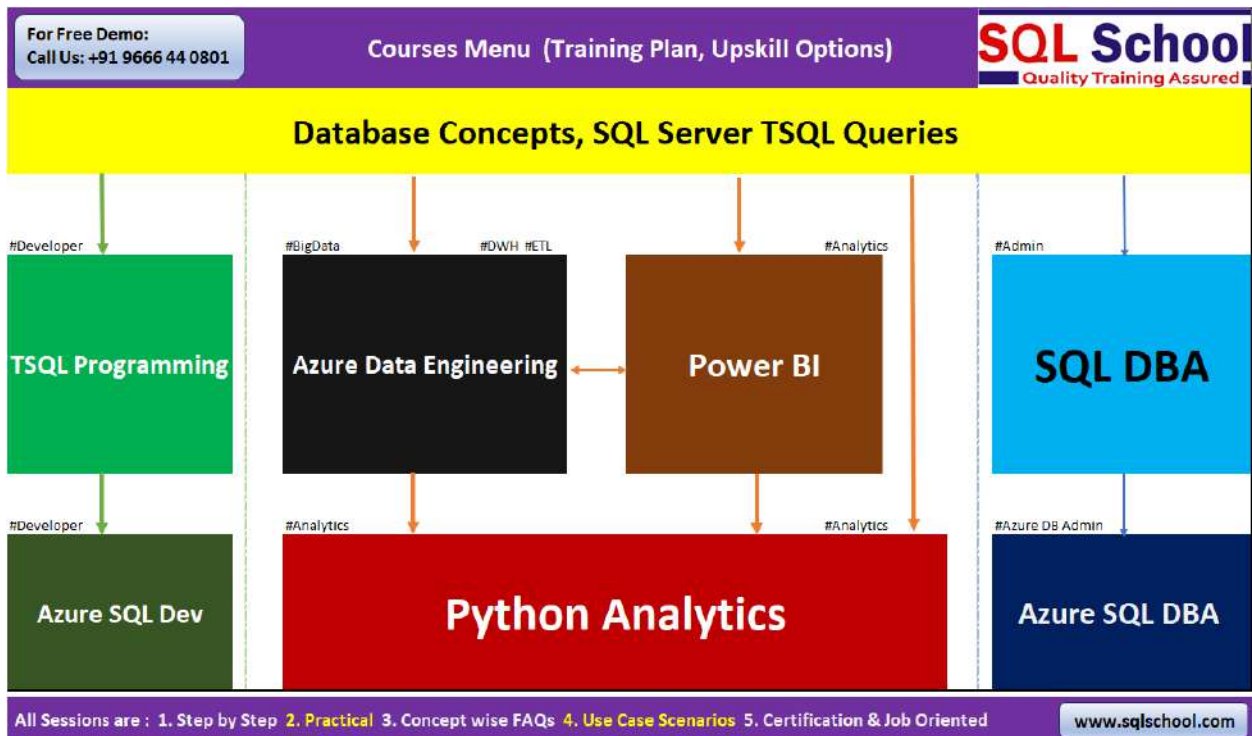 For Free Demo:
Call Us: +91 9666 44 0801
Courses Menu (Training Plan, Upskill Options)
SQL School
Quality Training Assured
Database Concepts, SQL Server TSQL Queries
#Developer
#BigData
#DWH #ETL
#Analytics
#Admin
TSQL Programming
Azure Data Engineering
Power BI
SQL DBA
#Developer
#Analytics
#Analytics
#Azure DB Admin
Azure SQL Dev
Python Analytics
Azure SQL DBA
All Sessions are : 1. Step by Step 2. Practical 3. Concept wise FAQs 4. Use Case Scenarios 5. Certification & Job Oriented
www.sqlschool.com